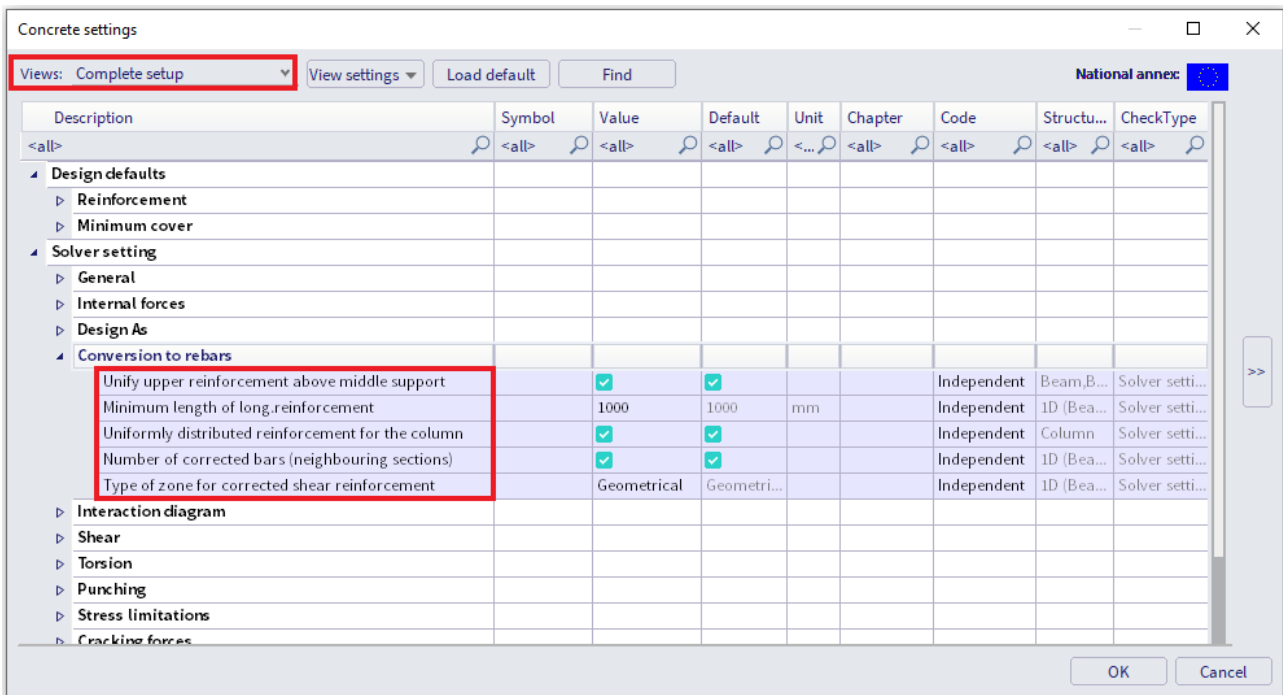 Concrete settings
Views: Complete setup View settings Load default Find National annex:
Description Symbol Value Default Unit Chapter Code Structu... CheckType
<all> <all> <all> <all> <... <all> <all> <all> <all>
Design defaults
Reinforcement
Minimum cover
Solver setting
General
Internal forces
Design As
Conversion to rebars
>>
Unify upper reinforcement above middle support Independent Beam,B... Solver setti...
Minimum length of long.reinforcement 1000 1000 mm Independent 1D (Bea... Solver setti...
Uniformly distributed reinforcement for the column Independent Column Solver setti...
Number of corrected bars (neighbouring sections) Independent 1D (Bea... Solver setti...
Type of zone for corrected shear reinforcement Geometrical Geometri... Independent 1D (Bea... Solver setti...
Interaction diagram
Shear
Torsion
Punching
Stress limitations
Cracking forces
OK Cancel